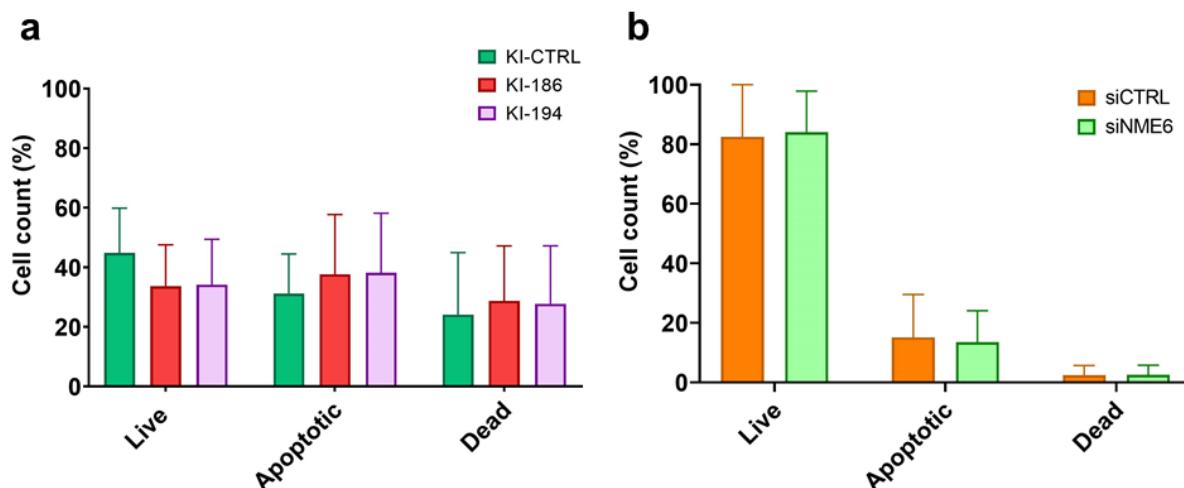 a
KI-CTRL
KI-186
KI-194
Cell count (%)
100
80
60
40
20
0
Live
Apoptotic
Dead
b
siCTRL
siNME6
Cell count (%)
100
80
60
40
20
0
Live
Apoptotic
Dead